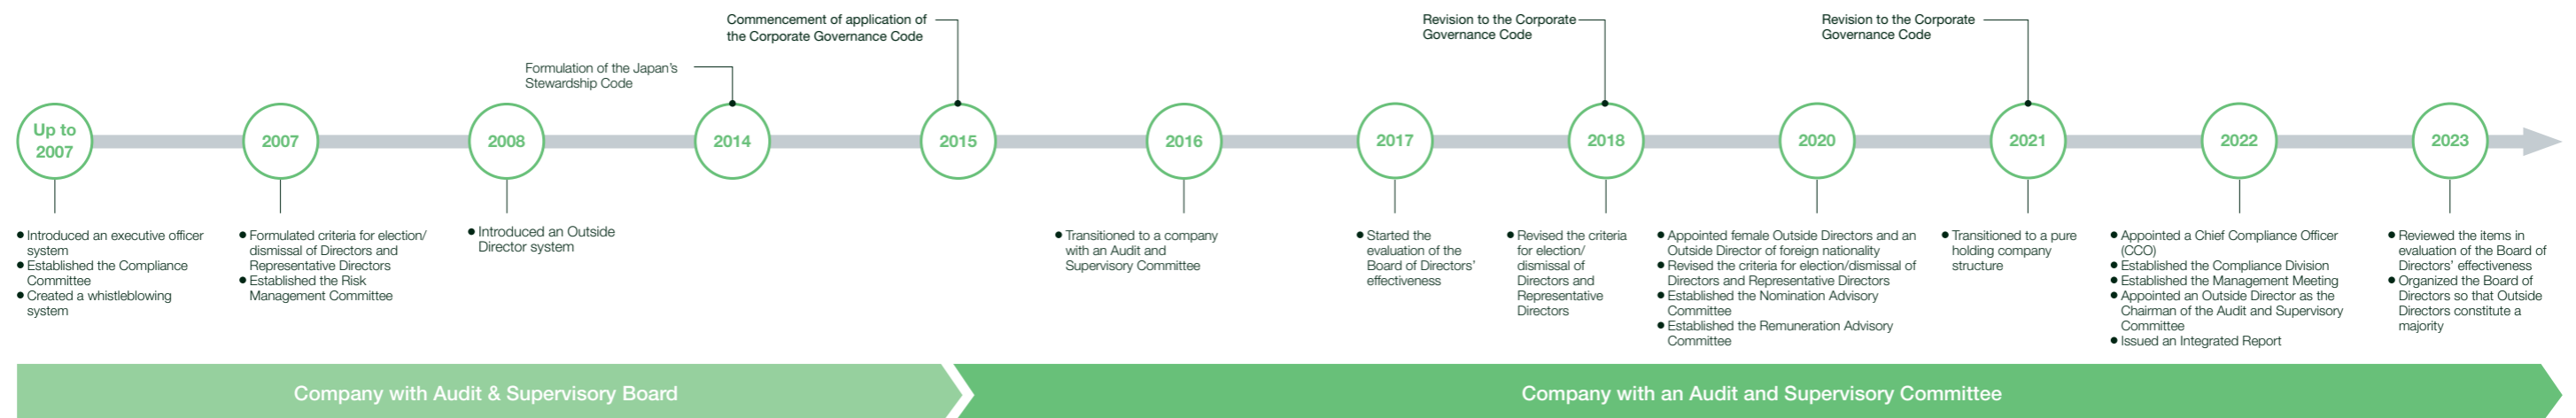 Commencement of application of
the Corporate Governance Code
Revision to the Corporate
Governance Code
Revision to the Corporate
Governance Code
Formulation of the Japan's
Stewardship Code
Up to
2007
2007
2008
2014
2015
2016
2017
2018
2020
2021
2022
2023
● Introduced an executive officer
system
● Established the Compliance
Committee
● Created a whistleblowing
system
● Formulated criteria for election/
dismissal of Directors and
Representative Directors
● Established the Risk
Management Committee
● Introduced an Outside
Director system
● Transitioned to a company
with an Audit and
Supervisory Committee
● Started the
evaluation of the
Board of Directors'
effectiveness
● Revised the criteria
for election/
dismissal of
Directors and
Representative
Directors
● Appointed female Outside Directors and an
Outside Director of foreign nationality
● Revised the criteria for election/dismissal of
Directors and Representative Directors
● Established the Nomination Advisory
Committee
● Established the Remuneration Advisory
Committee
● Transitioned to a pure
holding company
structure
● Appointed a Chief Compliance Officer
(CCO)
● Established the Compliance Division
● Established the Management Meeting
● Appointed an Outside Director as the
Chairman of the Audit and Supervisory
Committee
● Issued an Integrated Report
● Reviewed the items in
evaluation of the Board of
Directors' effectiveness
● Organized the Board of
Directors so that Outside
Directors constitute a
majority
Company with Audit & Supervisory Board
Company with an Audit and Supervisory Committee